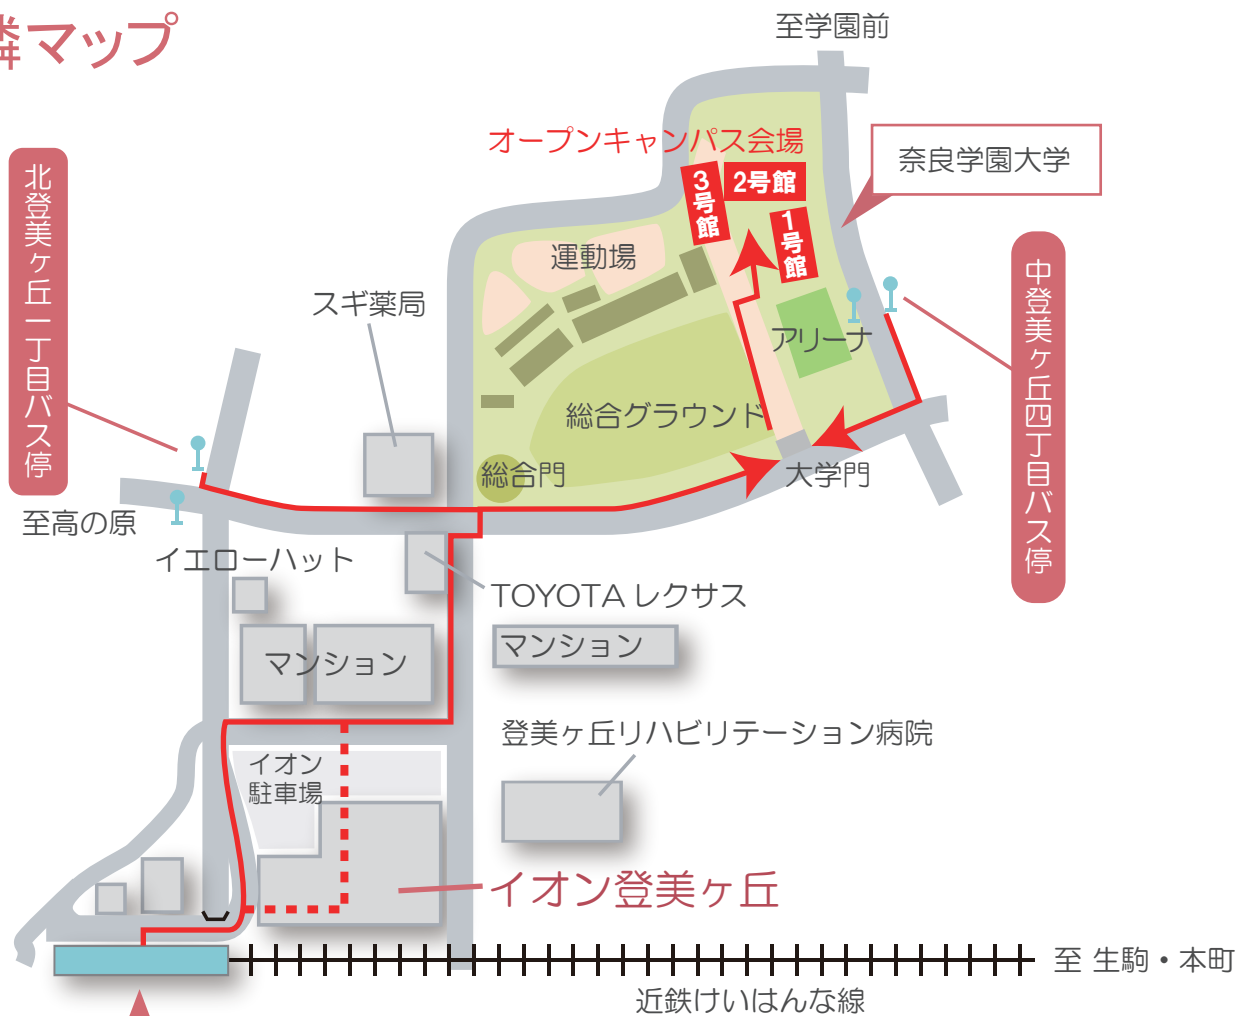 隣マップ
至学園前
オープンキャンパス会場
奈良学園大学
3号館
2号館
1号館
北登美ヶ丘一丁目バス停
運動場
中登美ヶ丘四丁目バス停
スギ薬局
アリーナ
総合グラウンド
総合門
大学門
至高の原
イエローハット
TOYOTA レクサス
マンション
マンション
登美ヶ丘リハビリテーション病院
イオン
駐車場
イオン登美ヶ丘
至 生駒・本町
近鉄けいはんな線